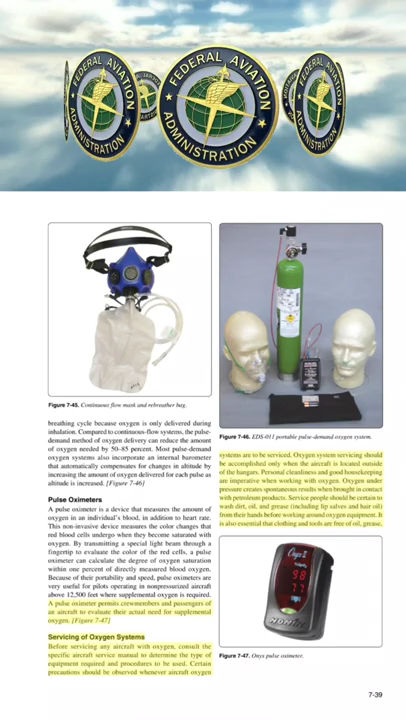 FEDERAL AVIATION
ADMINISTRATION
FEDERAL AVIATION
ADMINISTRATION
FEDERAL AVIATION
ADMINISTRATION
Figure 7-45. Continuous flow mask and rebreather bag.
breathing cycle because oxygen is only delivered during
inhalation. Compared to continuous-flow systems, the pulse-
demand method of oxygen delivery can reduce the amount
of oxygen needed by 50–85 percent. Most pulse-demand
oxygen systems also incorporate an internal barometer
that automatically compensates for changes in altitude by
increasing the amount of oxygen delivered for each pulse as
altitude is increased. [Figure 7-46]
Pulse Oximeters
A pulse oximeter is a device that measures the amount of
oxygen in an individual’s blood, in addition to heart rate.
This non-invasive device measures the color changes that
red blood cells undergo when they become saturated with
oxygen. By transmitting a special light beam through a
fingertip to evaluate the color of the red cells, a pulse
oximeter can calculate the degree of oxygen saturation
within one percent of directly measured blood oxygen.
Because of their portability and speed, pulse oximeters are
very useful for pilots operating in nonpressurized aircraft
above 12,500 feet where supplemental oxygen is required.
A pulse oximeter permits crewmembers and passengers of
an aircraft to evaluate their actual need for supplemental
oxygen. [Figure 7-47]
Servicing of Oxygen Systems
Before servicing any aircraft with oxygen, consult the
specific aircraft service manual to determine the type of
equipment required and procedures to be used. Certain
precautions should be observed whenever aircraft oxygen
Figure 7-46. EDS-011 portable pulse-demand oxygen system.
systems are to be serviced. Oxygen system servicing should
be accomplished only when the aircraft is located outside
of the hangars. Personal cleanliness and good housekeeping
are imperative when working with oxygen. Oxygen under
pressure creates spontaneous results when brought in contact
with petroleum products. Service people should be certain to
wash dirt, oil, and grease (including lip salves and hair oil)
from their hands before working around oxygen equipment. It
is also essential that clothing and tools are free of oil, grease,
Onyx II
98
77
NONIN
Figure 7-47. Onyx pulse oximeter.
7-39